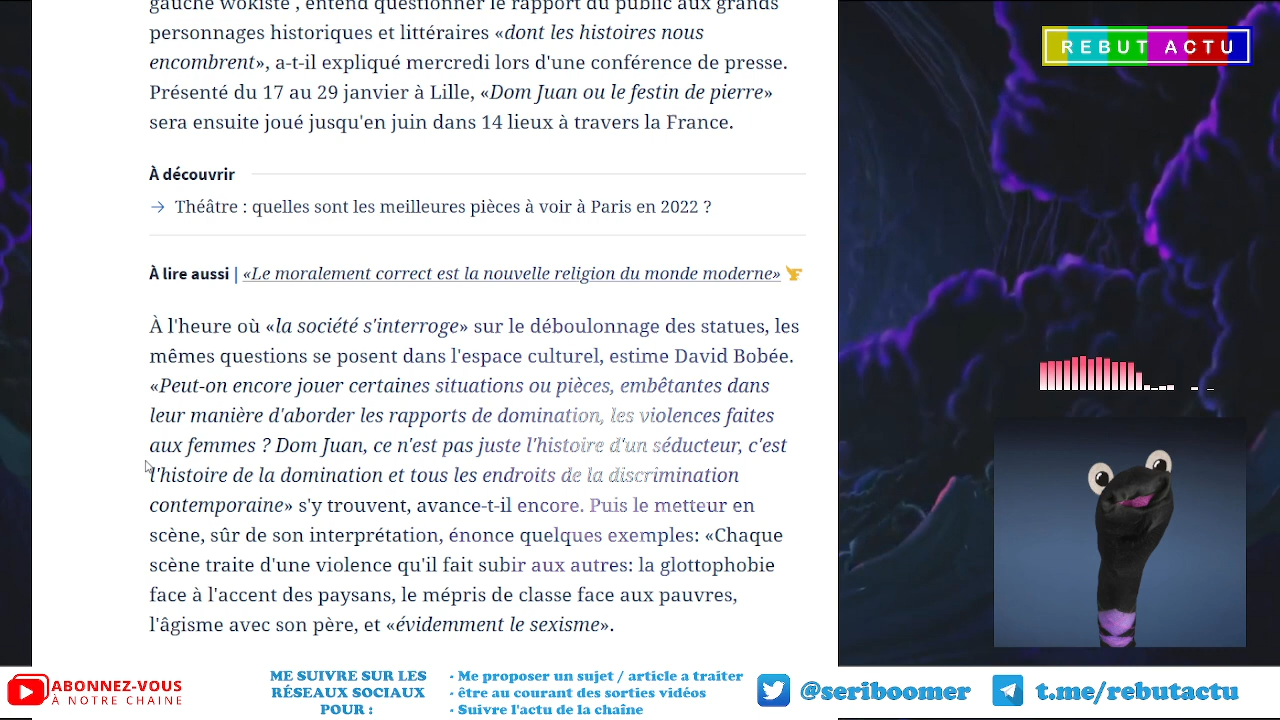 gauche wokiste , entend questionner le rapport du public aux grands
personnages historiques et littéraires «dont les histoires nous
encombrent», a-t-il expliqué mercredi lors d'une conférence de presse.
Présenté du 17 au 29 janvier à Lille, «Dom Juan ou le festin de pierre»
sera ensuite joué jusqu'en juin dans 14 lieux à travers la France.
À découvrir
→ Théâtre : quelles sont les meilleures pièces à voir à Paris en 2022 ?
À lire aussi | «Le moralement correct est la nouvelle religion du monde moderne»
À l'heure où «la société s'interroge» sur le déboulonnage des statues, les
mêmes questions se posent dans l'espace culturel, estime David Bobée.
«Peut-on encore jouer certaines situations ou pièces, embêtantes dans
leur manière d'aborder les rapports de domination, les violences faites
aux femmes ? Dom Juan, ce n'est pas juste l'histoire d'un séducteur, c'est
l'histoire de la domination et tous les endroits de la discrimination
contemporaine» s'y trouvent, avance-t-il encore. Puis le metteur en
scène, sûr de son interprétation, énonce quelques exemples: «Chaque
scène traite d'une violence qu'il fait subir aux autres: la glottophobie
face à l'accent des paysans, le mépris de classe face aux pauvres,
l'âgisme avec son père, et «évidemment le sexisme».
REBUT ACTU
ABONNEZ-VOUS
À NOTRE CHAINE
ME SUIVRE SUR LES
RÉSEAUX SOCIAUX
POUR :
- Me proposer un sujet / article a traiter
- être au courant des sorties vidéos
- Suivre l'actu de la chaîne
@seriboomer
t.me/rebutactu